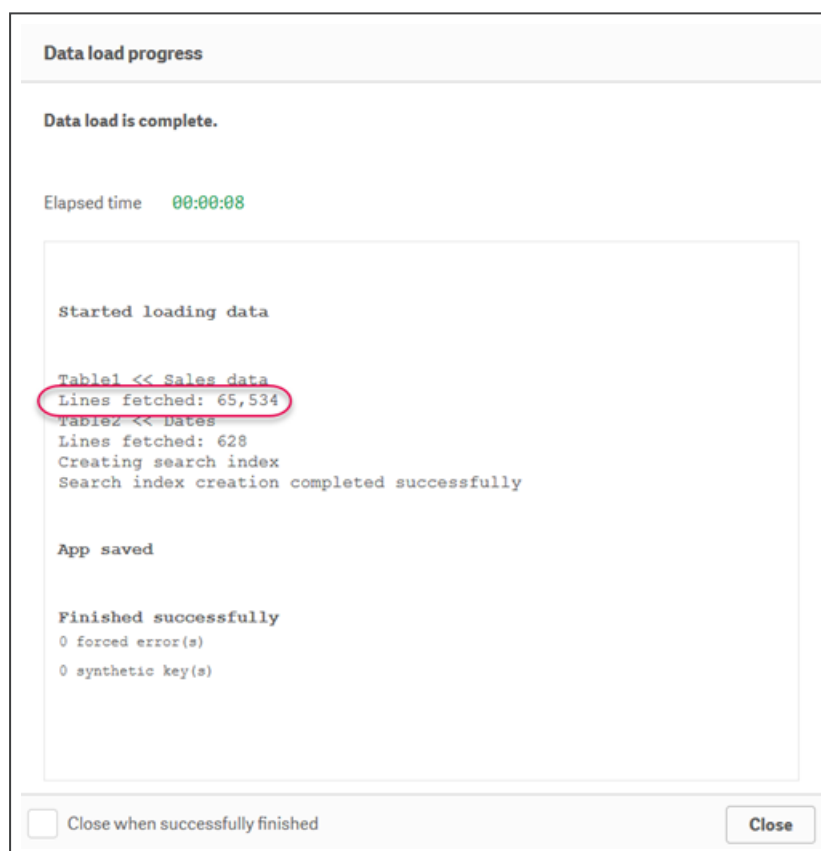 Data load progress
Data load is complete.
Elapsed time 00:00:08
Started loading data
Table1 << Sales data
Lines fetched: 65,534
Table2 << Dates
Lines fetched: 628
Creating search index
Search index creation completed successfully
App saved
Finished successfully
0 forced error(s)
0 synthetic key(s)
Close when successfully finished
Close